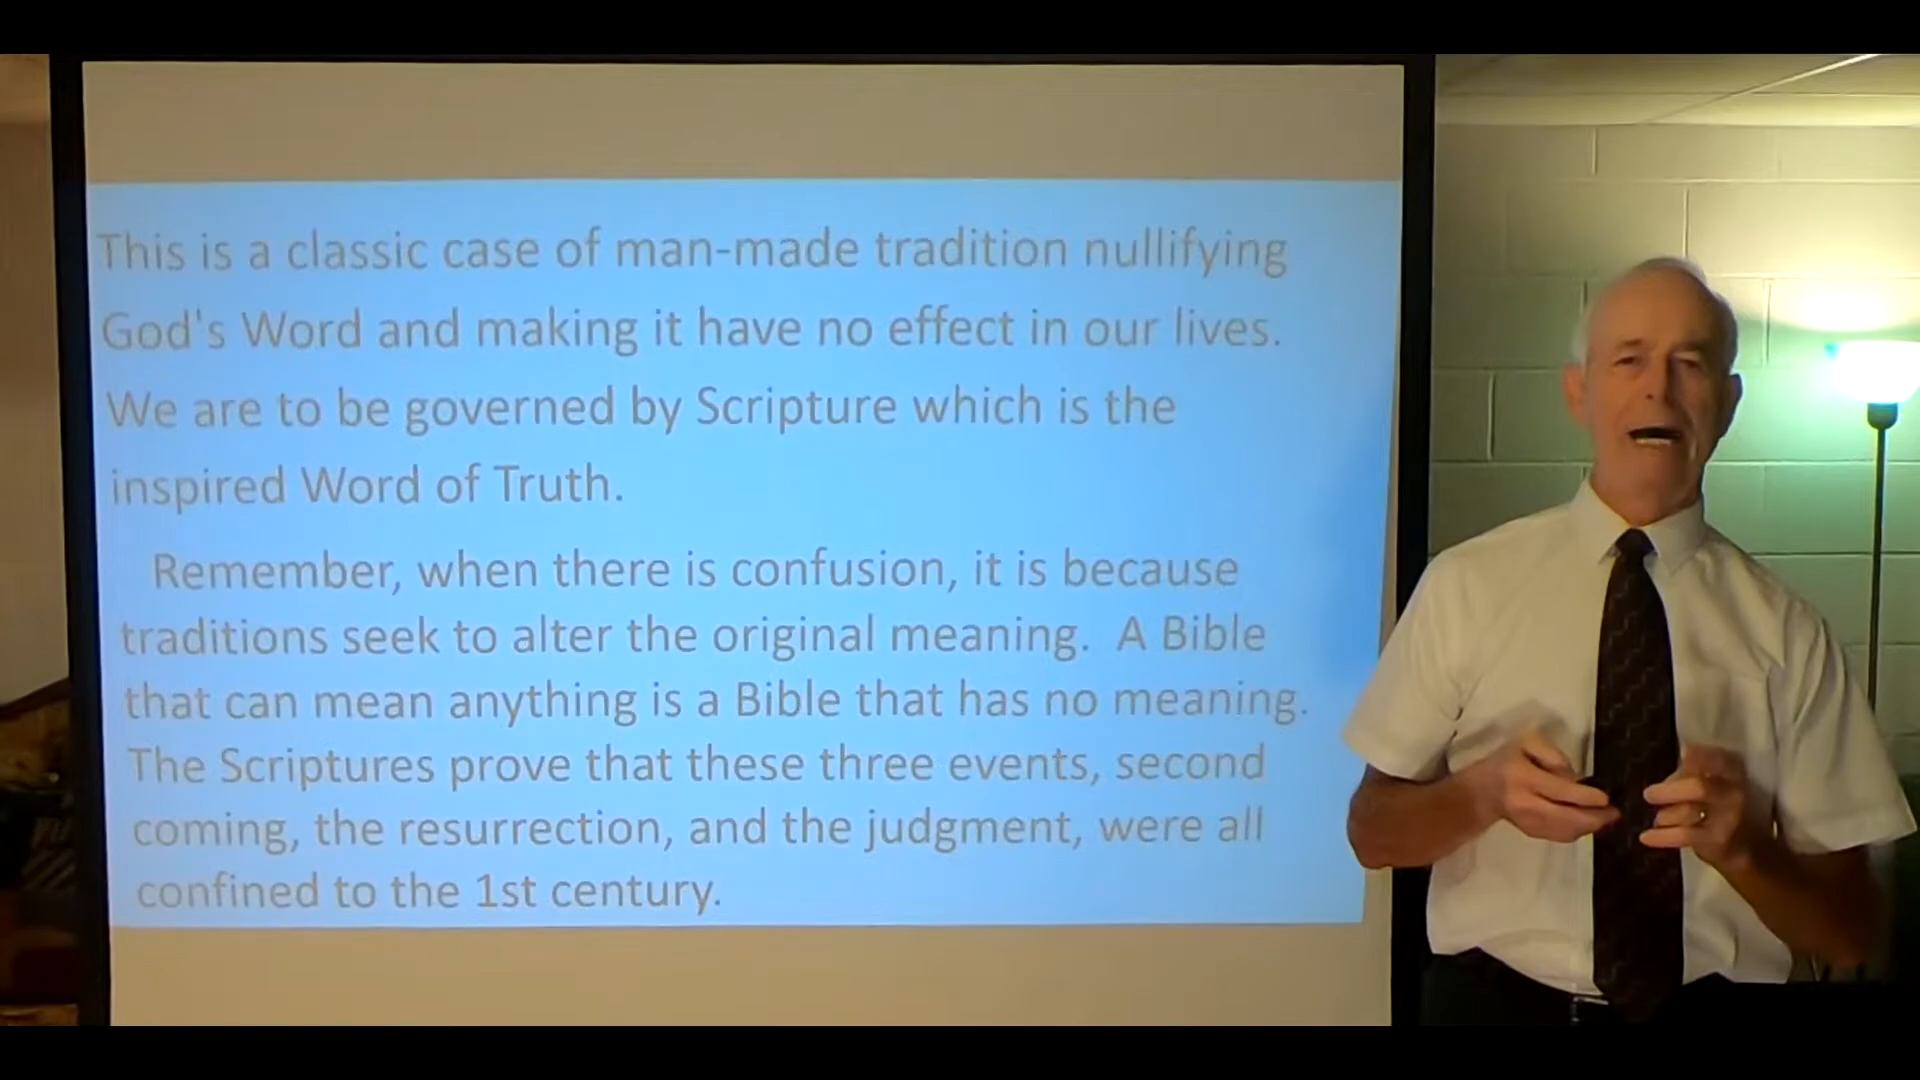 This is a classic case of man-made tradition nullifying
God's Word and making it have no effect in our lives.
We are to be governed by Scripture which is the
inspired Word of Truth.
Remember, when there is confusion, it is because
traditions seek to alter the original meaning.  A Bible
that can mean anything is a Bible that has no meaning.
The Scriptures prove that these three events, second
coming, the resurrection, and the judgment, were all
confined to the 1st century.